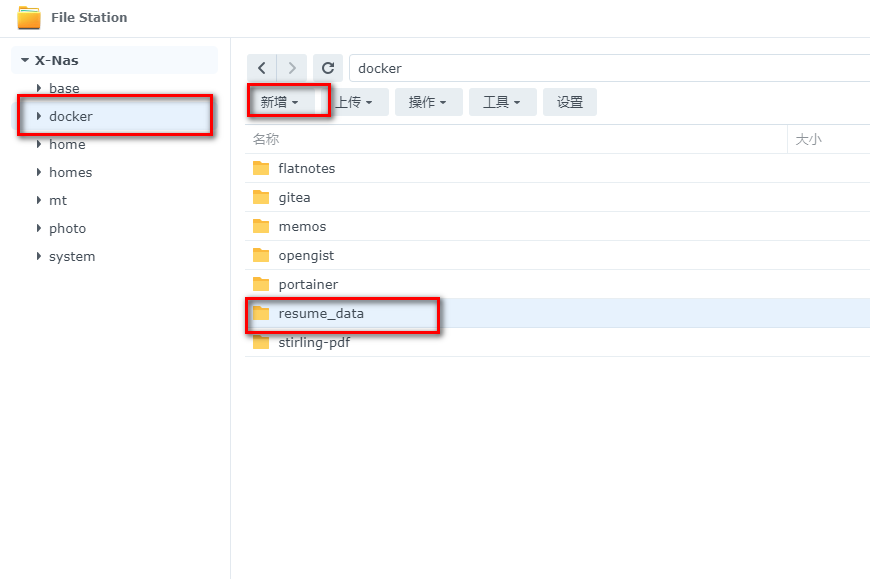 File Station
X-Nas
base
docker
home
homes
mt
photo
system
docker
新增 上传 操作 工具 设置
名称 大小
flatnotes
gitea
memos
opengist
portainer
resume_data
stirling-pdf